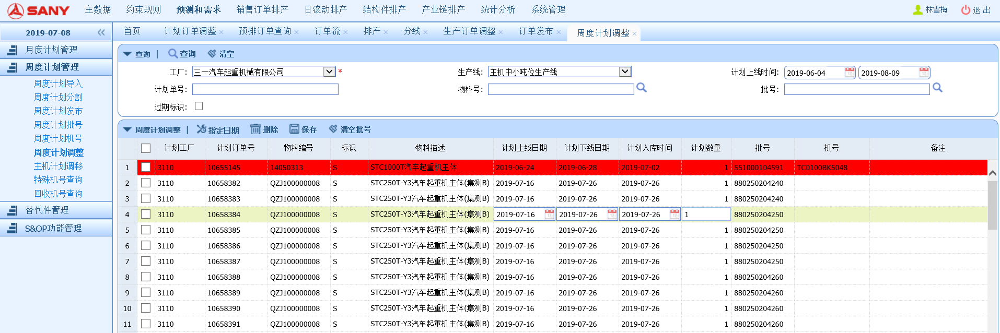 SANY 主数据 约束规则 预测和需求 销售订单排产 日滚动排产 结构件排产 产业链排产 统计分析 系统管理 林雪梅 退 出
2019-07-08 首页 计划订单调整 × 预排订单查询 × 订单流 × 排产 × 分线 × 生产订单调整 × 订单发布 × 周度计划调整 ×
月度计划管理
周度计划管理
周度计划导入
周度计划分割
周度计划发布
周度计划批号
周度计划机号
周度计划调整
主机计划调移
特殊机号查询
回收机号查询
替代件管理
S&OP功能管理
查询 | 查询 清空
工厂: 三一汽车起重机械有限公司 * 生产线: 主机中小吨位生产线 计划上线时间: 2019-06-04 2019-08-09
计划单号: 物料号: 批号:
过期标识:
周度计划调整 | 指定日期 删除 保存 清空批号
计划工厂 计划订单号 物料编号 标识 物料描述 计划上线日期 计划下线日期 计划入库时间 计划数量 批号 机号 备注
1 3110 10655145 14050313 S STC1000T汽车起重机主体 2019-06-24 2019-06-28 2019-07-02 1 551000104591 TC0100BK5048
2 3110 10658382 QZJ100000008 S STC250T-Y3汽车起重机主体(集测B) 2019-07-16 2019-07-26 2019-07-26 1 880250204240
3 3110 10658383 QZJ100000008 S STC250T-Y3汽车起重机主体(集测B) 2019-07-16 2019-07-26 2019-07-26 1 880250204240
4 3110 10658384 QZJ100000008 S STC250T-Y3汽车起重机主体(集测B) 2019-07-16 2019-07-26 2019-07-26 1 880250204250
5 3110 10658385 QZJ100000008 S STC250T-Y3汽车起重机主体(集测B) 2019-07-16 2019-07-26 2019-07-26 1 880250204250
6 3110 10658386 QZJ100000008 S STC250T-Y3汽车起重机主体(集测B) 2019-07-16 2019-07-26 2019-07-26 1 880250204250
7 3110 10658387 QZJ100000008 S STC250T-Y3汽车起重机主体(集测B) 2019-07-16 2019-07-26 2019-07-26 1 880250204250
8 3110 10658388 QZJ100000008 S STC250T-Y3汽车起重机主体(集测B) 2019-07-16 2019-07-26 2019-07-26 1 880250204260
9 3110 10658389 QZJ100000008 S STC250T-Y3汽车起重机主体(集测B) 2019-07-16 2019-07-26 2019-07-26 1 880250204260
10 3110 10658390 QZJ100000008 S STC250T-Y3汽车起重机主体(集测B) 2019-07-16 2019-07-26 2019-07-26 1 880250204260
11 3110 10658391 QZJ100000008 S STC250T-Y3汽车起重机主体(集测B) 2019-07-16 2019-07-26 2019-07-26 1 880250204260